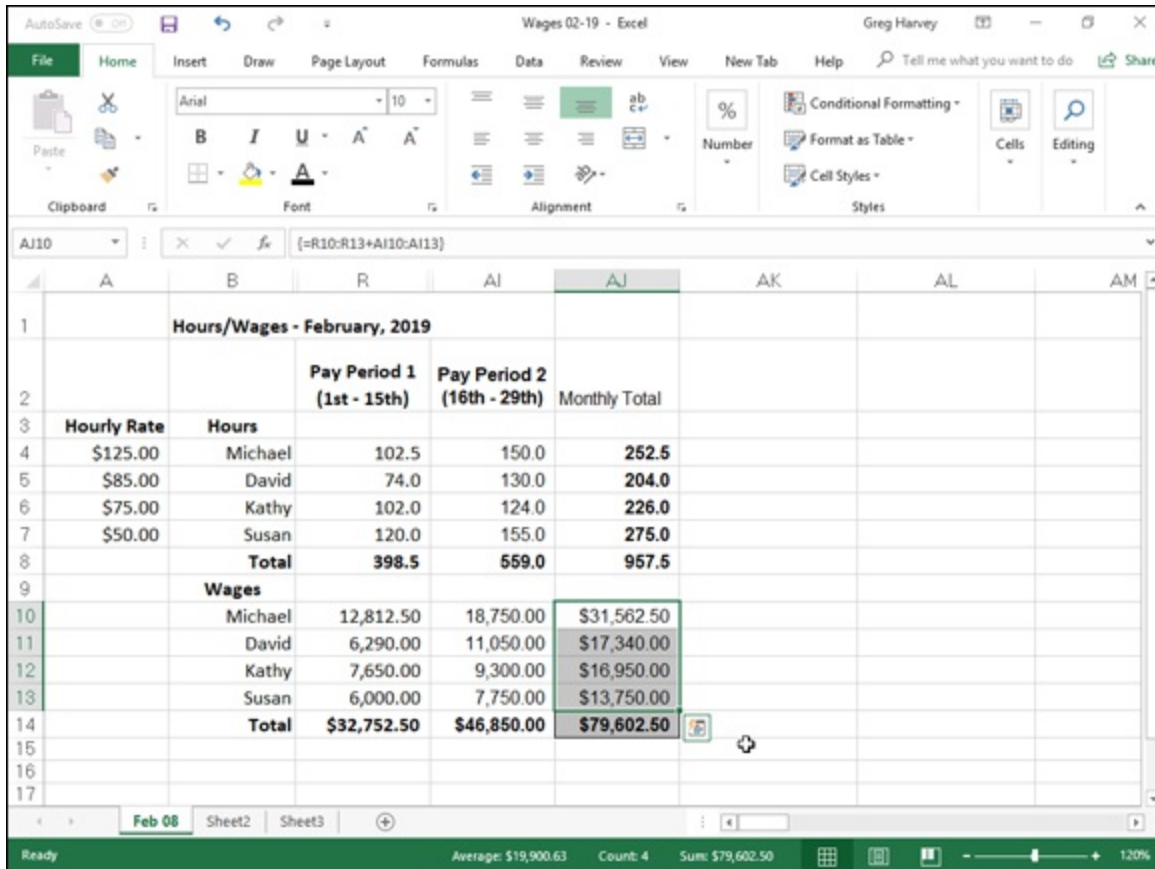 AutoSave Off Wages 02-19 - Excel Greg Harvey
File Home Insert Draw Page Layout Formulas Data Review View New Tab Help Tell me what you want to do Share
Arial 10 ab Conditional Formatting
Paste B I U A A A % Number Format as Table Cells Editing
Cell Styles
Clipboard Font Alignment Styles
AJ10 fx {=R10:R13+AI10:AI13}
A B R AI AJ AK AL AM
1 Hours/Wages - February, 2019
Pay Period 1 Pay Period 2
2 (1st - 15th) (16th - 29th) Monthly Total
3 Hourly Rate Hours
4 $125.00 Michael 102.5 150.0 252.5
5 $85.00 David 74.0 130.0 204.0
6 $75.00 Kathy 102.0 124.0 226.0
7 $50.00 Susan 120.0 155.0 275.0
8 Total 398.5 559.0 957.5
9 Wages
10 Michael 12,812.50 18,750.00 $31,562.50
11 David 6,290.00 11,050.00 $17,340.00
12 Kathy 7,650.00 9,300.00 $16,950.00
13 Susan 6,000.00 7,750.00 $13,750.00
14 Total $32,752.50 $46,850.00 $79,602.50
15
16
17
Feb 08 Sheet2 Sheet3
Ready Average: $19,900.63 Count: 4 Sum: $79,602.50 120%